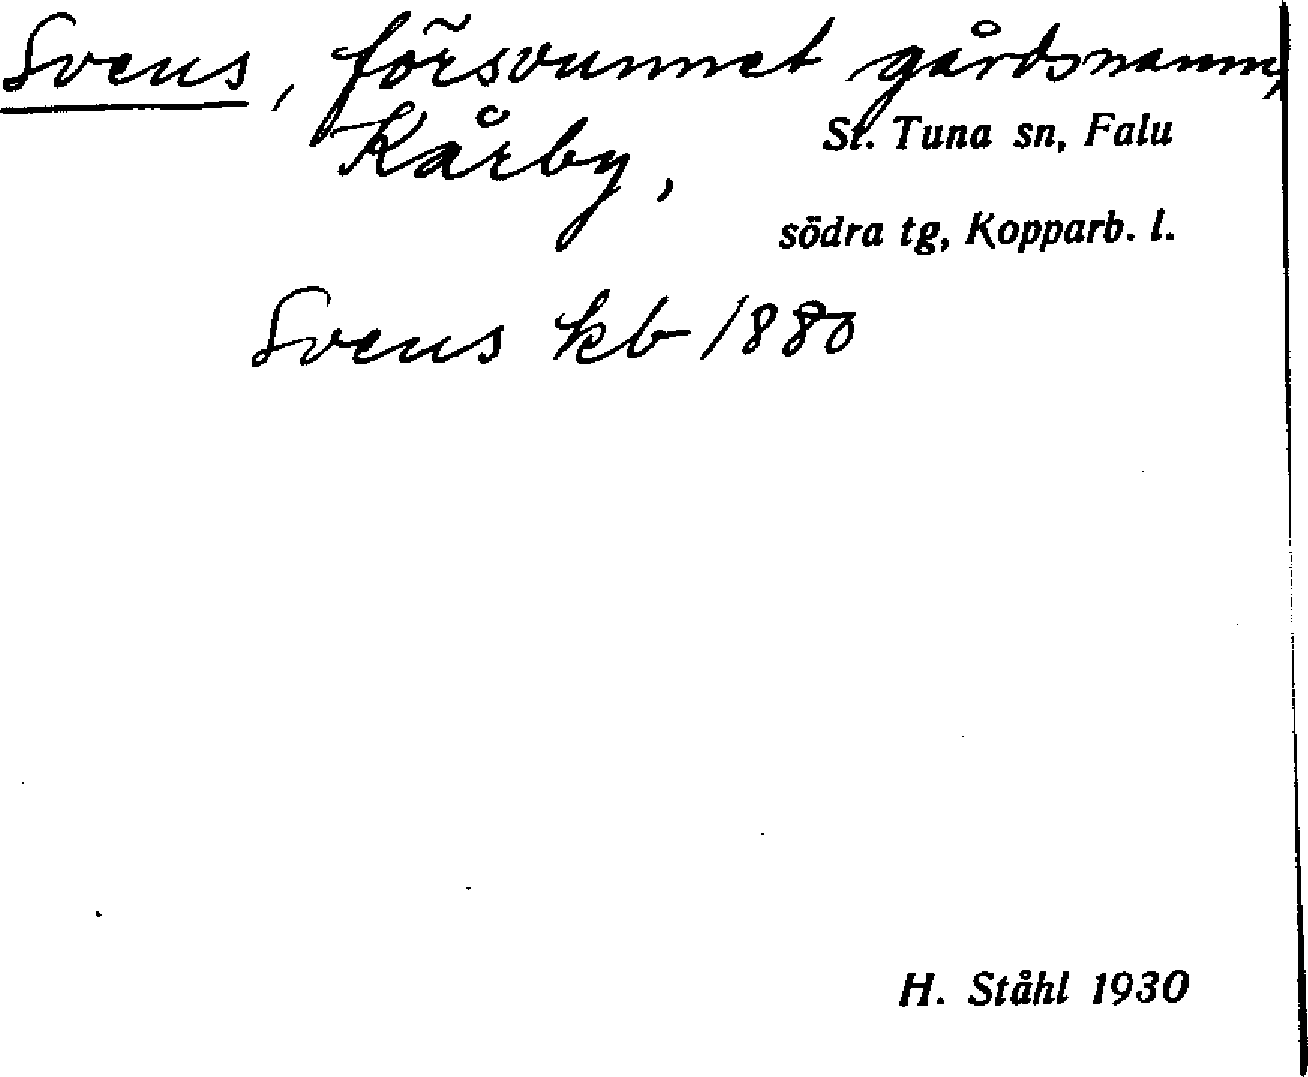 Svens, försvunnet gårdsnamn,
Kårby,
St. Tuna sn, Falu
södra tg, Kopparb. l.
Svens kb 1880
H. Ståhl 1930